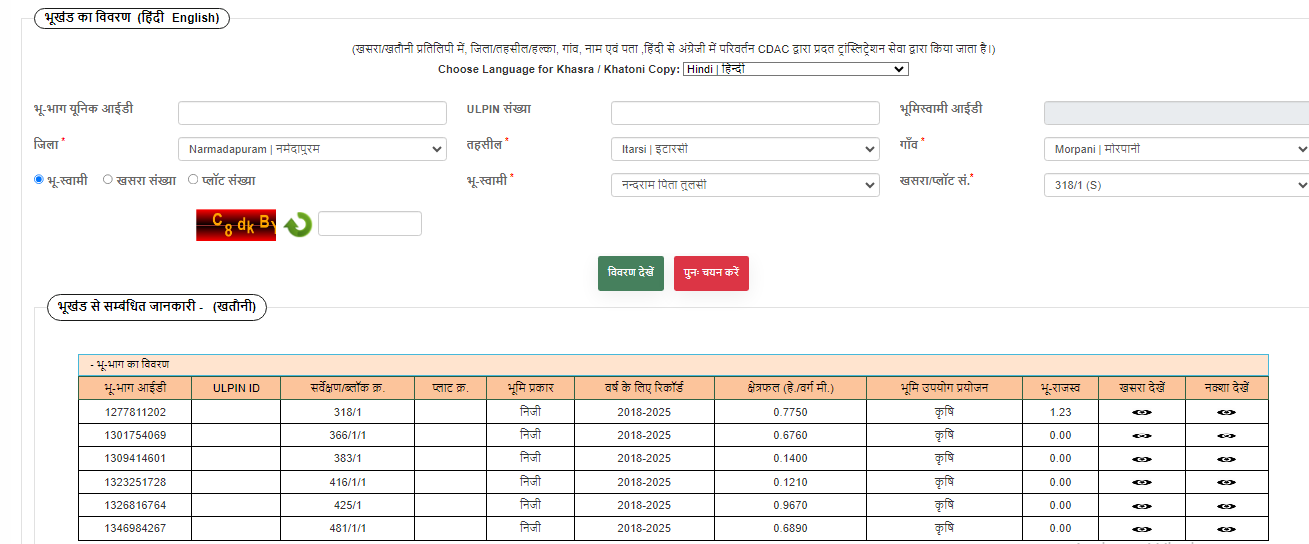 भूखंड का विवरण (हिंदी English)
(खसरा/खतौनी प्रतिलिपी में, जिला/तहसील/हल्का, गांव, नाम एवं पता ,हिंदी से अंग्रेजी में परिवर्तन CDAC द्वारा प्रदत ट्रांस्लिट्रेशन सेवा द्वारा किया जाता है।)
Choose Language for Khasra / Khatoni Copy: Hindi | हिन्दी
भू-भाग यूनिक आईडी ULPIN संख्या भूमिस्वामी आईडी
जिला * Narmadapuram | नर्मदापुरम तहसील * Itarsi | इटारसी गाँव * Morpani | मोरपानी
भू-स्वामी खसरा संख्या प्लॉट संख्या भू-स्वामी * नन्दराम पिता तुलसी खसरा/प्लॉट सं.* 318/1 (S)
C 8 dk B
विवरण देखें पुनः चयन करें
भूखंड से सम्बंधित जानकारी - (खतौनी)
- भू-भाग का विवरण
भू-भाग आईडी ULPIN ID सर्वेक्षण/ब्लॉक क्र. प्लाट क्र. भूमि प्रकार वर्ष के लिए रिकॉर्ड क्षेत्रफल (हे./वर्ग मी.) भूमि उपयोग प्रयोजन भू-राजस्व खसरा देखें नक्शा देखें
1277811202 318/1 निजी 2018-2025 0.7750 कृषि 1.23
1301754069 366/1/1 निजी 2018-2025 0.6760 कृषि 0.00
1309414601 383/1 निजी 2018-2025 0.1400 कृषि 0.00
1323251728 416/1/1 निजी 2018-2025 0.1210 कृषि 0.00
1326816764 425/1 निजी 2018-2025 0.9670 कृषि 0.00
1346984267 481/1/1 निजी 2018-2025 0.6890 कृषि 0.00